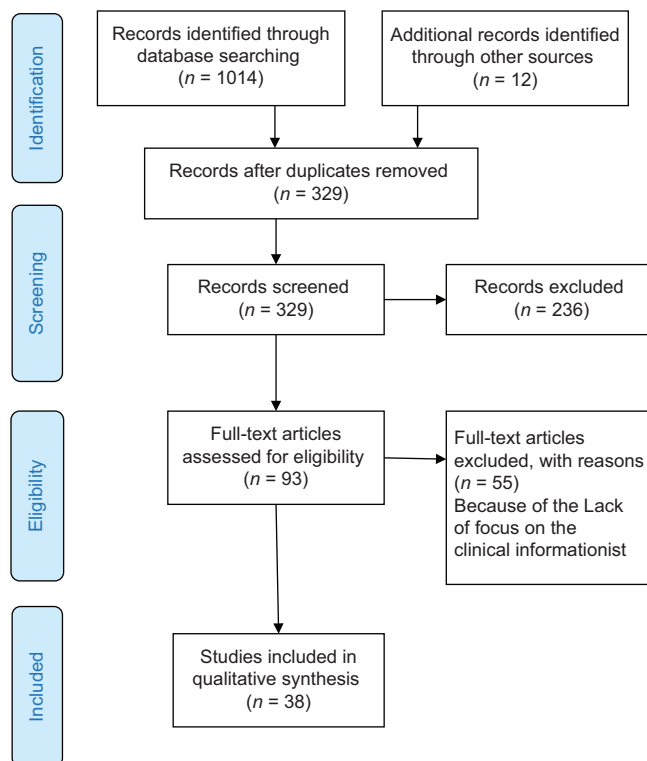 Identification
Records identified through
database searching
(n = 1014)
Additional records identified
through other sources
(n = 12)
Records after duplicates removed
(n = 329)
Screening
Records screened
(n = 329)
Records excluded
(n = 236)
Eligibility
Full-text articles
assessed for eligibility
(n = 93)
Full-text articles
excluded, with reasons
(n = 55)
Because of the Lack
of focus on the
clinical informationist
Included
Studies included in
qualitative synthesis
(n = 38)